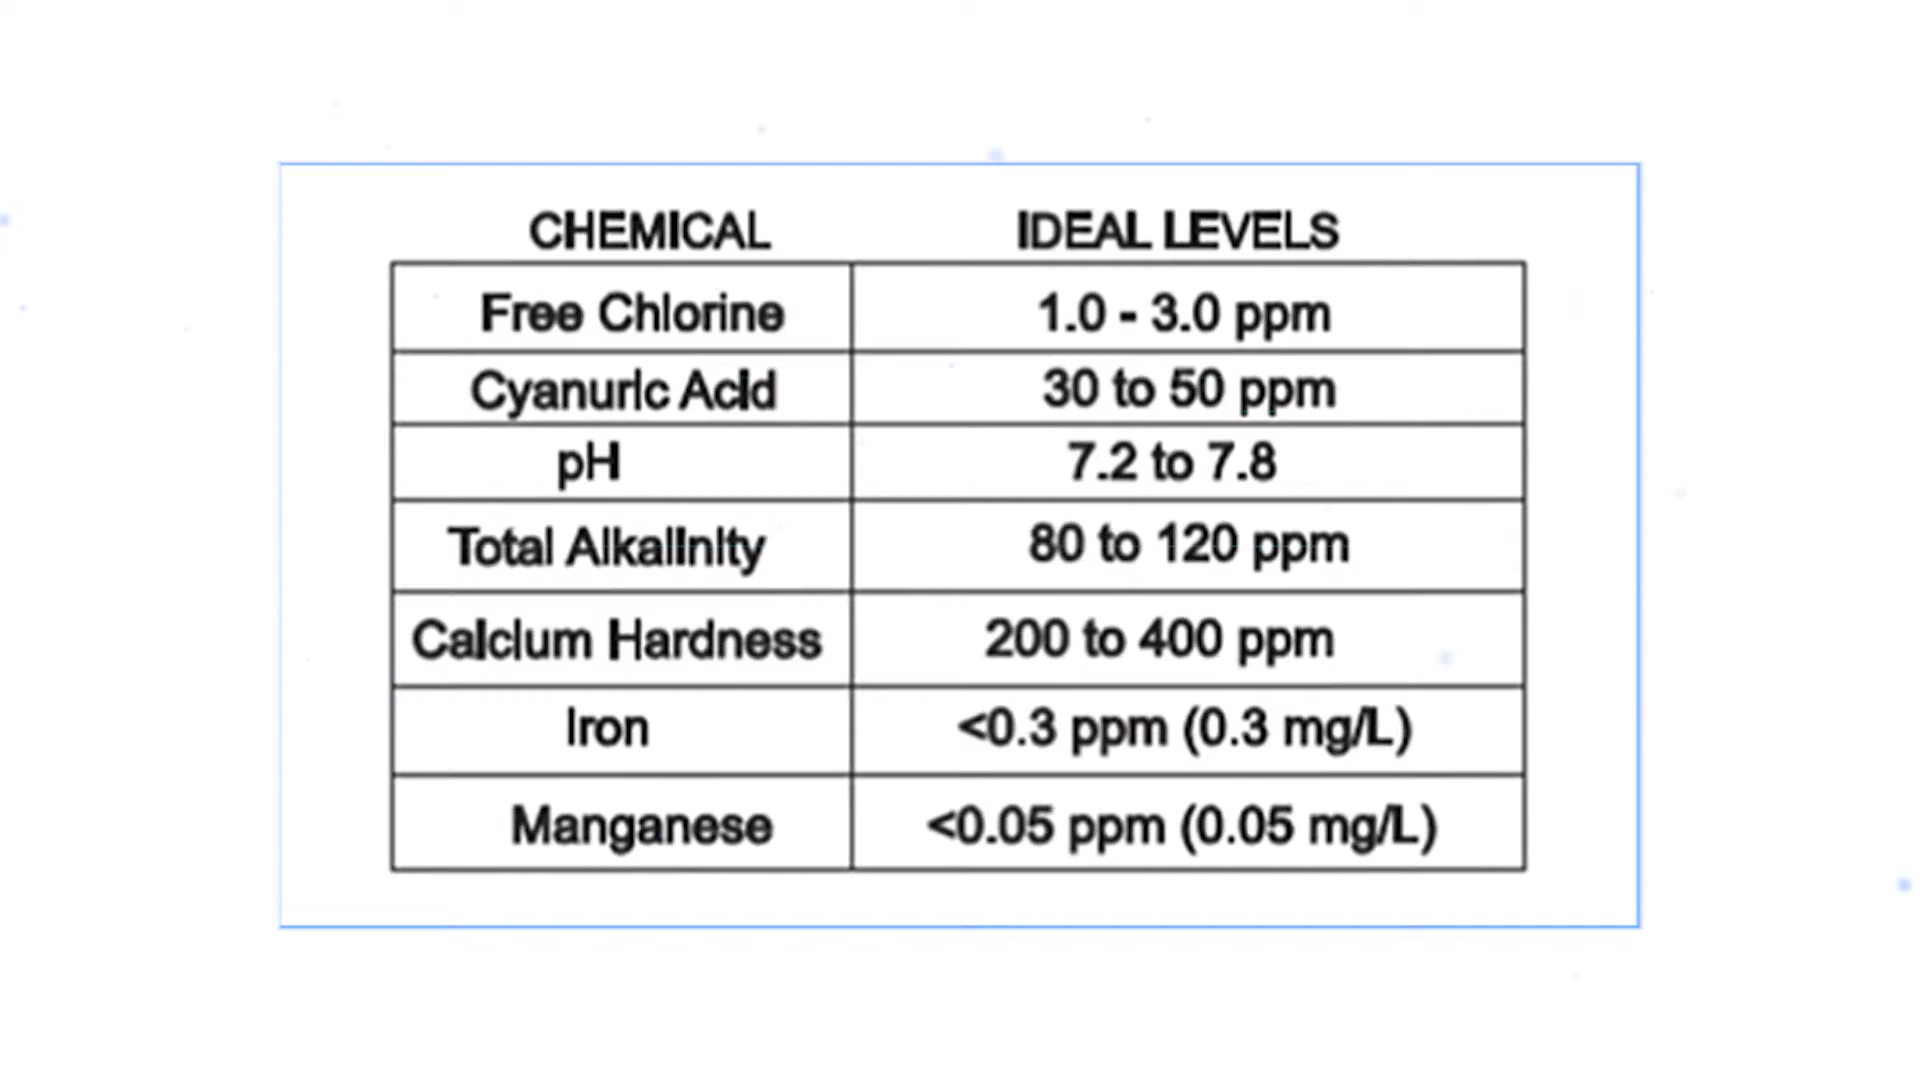 CHEMICAL IDEAL LEVELS
Free Chlorine 1.0 - 3.0 ppm
Cyanuric Acid 30 to 50 ppm
pH 7.2 to 7.8
Total Alkalinity 80 to 120 ppm
Calcium Hardness 200 to 400 ppm
Iron <0.3 ppm (0.3 mg/L)
Manganese <0.05 ppm (0.05 mg/L)